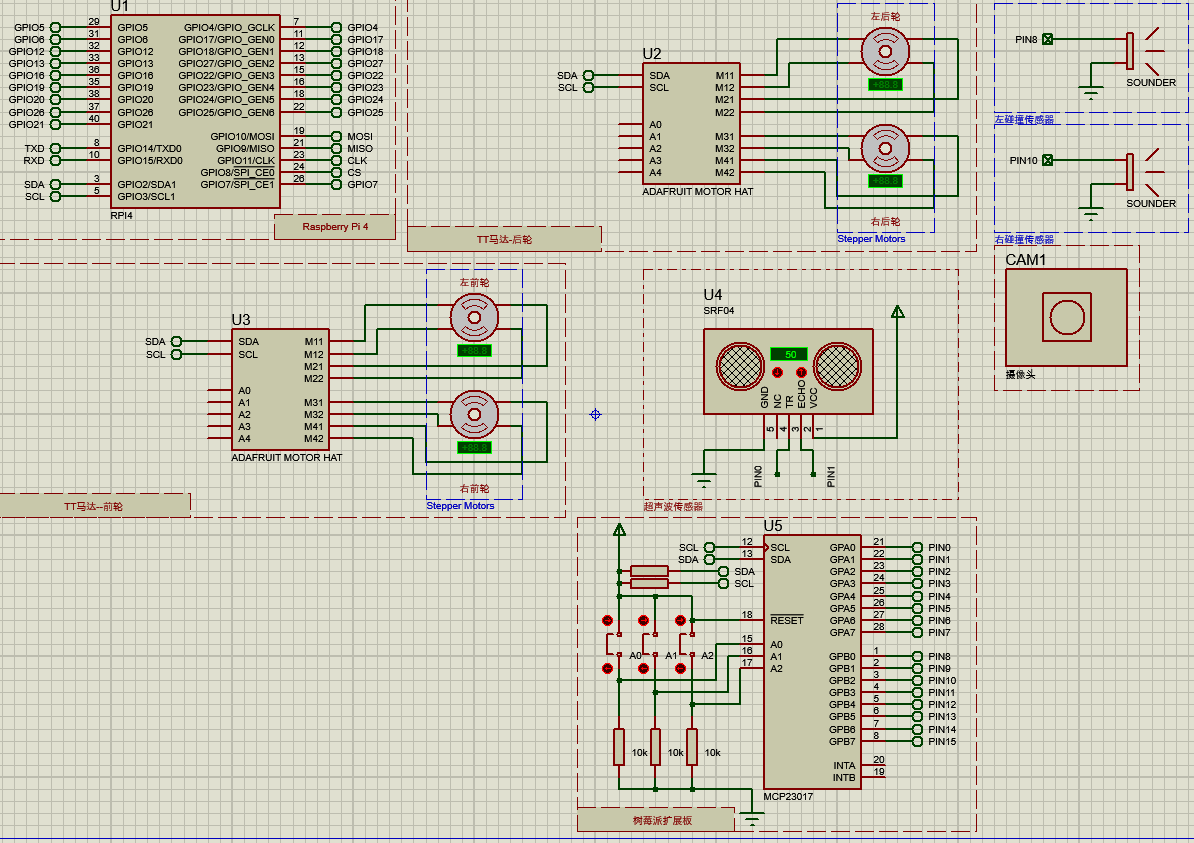 U1
GPIO5 29 GPIO5 GPIO4/GPIO_GCLK 7 GPIO4
GPIO6 31 GPIO6 GPIO17/GPIO_GEN0 11 GPIO17
GPIO12 32 GPIO12 GPIO18/GPIO_GEN1 12 GPIO18
GPIO13 33 GPIO13 GPIO27/GPIO_GEN2 13 GPIO27
GPIO16 36 GPIO16 GPIO22/GPIO_GEN3 15 GPIO22
GPIO19 35 GPIO19 GPIO23/GPIO_GEN4 16 GPIO23
GPIO20 38 GPIO20 GPIO24/GPIO_GEN5 18 GPIO24
GPIO26 37 GPIO26 GPIO25/GPIO_GEN6 22 GPIO25
GPIO21 40 GPIO21
GPIO10/MOSI 19 MOSI
TXD 8 GPIO14/TXD0 GPIO9/MISO 21 MISO
RXD 10 GPIO15/RXD0 GPIO11/CLK 23 CLK
GPIO8/SPI_CE0 24 CS
SDA 3 GPIO2/SDA1 GPIO7/SPI_CE1 26 GPIO7
SCL 5 GPIO3/SCL1
RPI4
Raspberry Pi 4
左后轮
U2
SDA SDA M11
SCL SCL M12
M21
M22
A0
A1 M31
A2 M32
A3 M41
A4 M42
ADAFRUIT MOTOR HAT
右后轮
Stepper Motors
TT马达-后轮
PIN8
SOUNDER
左碰撞传感器
PIN10
SOUNDER
右碰撞传感器
CAM1
摄像头
左前轮
U3
SDA SDA M11
SCL SCL M12
M21
M22
A0
A1 M31
A2 M32
A3 M41
A4 M42
ADAFRUIT MOTOR HAT
右前轮
Stepper Motors
TT马达--前轮
U4
SRF04
50
GND NC TR ECHO VCC
5 4 3 2 1
PIN0 PIN1
超声波传感器
U5
SCL 12 SCL GPA0 21 PIN0
SDA 13 SDA GPA1 22 PIN1
SDA GPA2 23 PIN2
SCL GPA3 24 PIN3
GPA4 25 PIN4
GPA5 26 PIN5
18 RESET GPA6 27 PIN6
GPA7 28 PIN7
15 A0
A0 A1 A2 16 A1 GPB0 1 PIN8
17 A2 GPB1 2 PIN9
GPB2 3 PIN10
GPB3 4 PIN11
GPB4 5 PIN12
GPB5 6 PIN13
GPB6 7 PIN14
GPB7 8 PIN15
10k 10k 10k
INTA 20
INTB 19
MCP23017
树莓派扩展板